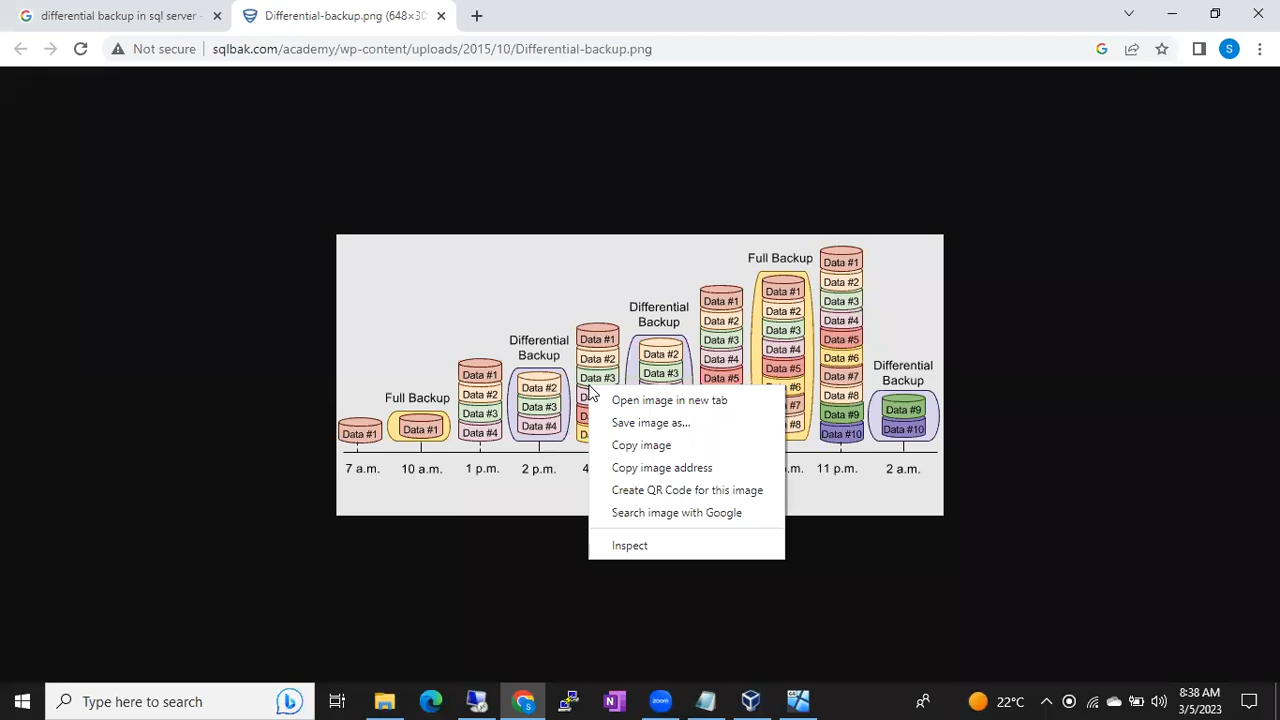 differential backup in sql server -
Differential-backup.png (648×30
Not secure
sqlbak.com/academy/wp-content/uploads/2015/10/Differential-backup.png
S
Data #1
7 a.m.
Full Backup
Data #1
10 a.m.
Data #1
Data #2
Data #3
Data #4
1 p.m.
Differential
Backup
Data #2
Data #3
Data #4
2 p.m.
Data #1
Data #2
Data #3
4
Differential
Backup
Data #2
Data #3
Data #1
Data #2
Data #3
Data #4
Data #5
Full Backup
Data #1
Data #2
Data #3
Data #4
Data #5
#6
#7
#8
.m.
Data #1
Data #2
Data #3
Data #4
Data #5
Data #6
Data #7
Data #8
Data #9
Data #10
11 p.m.
Differential
Backup
Data #9
Data #10
2 a.m.
Open image in new tab
Save image as...
Copy image
Copy image address
Create QR Code for this image
Search image with Google
Inspect
Type here to search
zoom
22°C
8:38 AM
3/5/2023